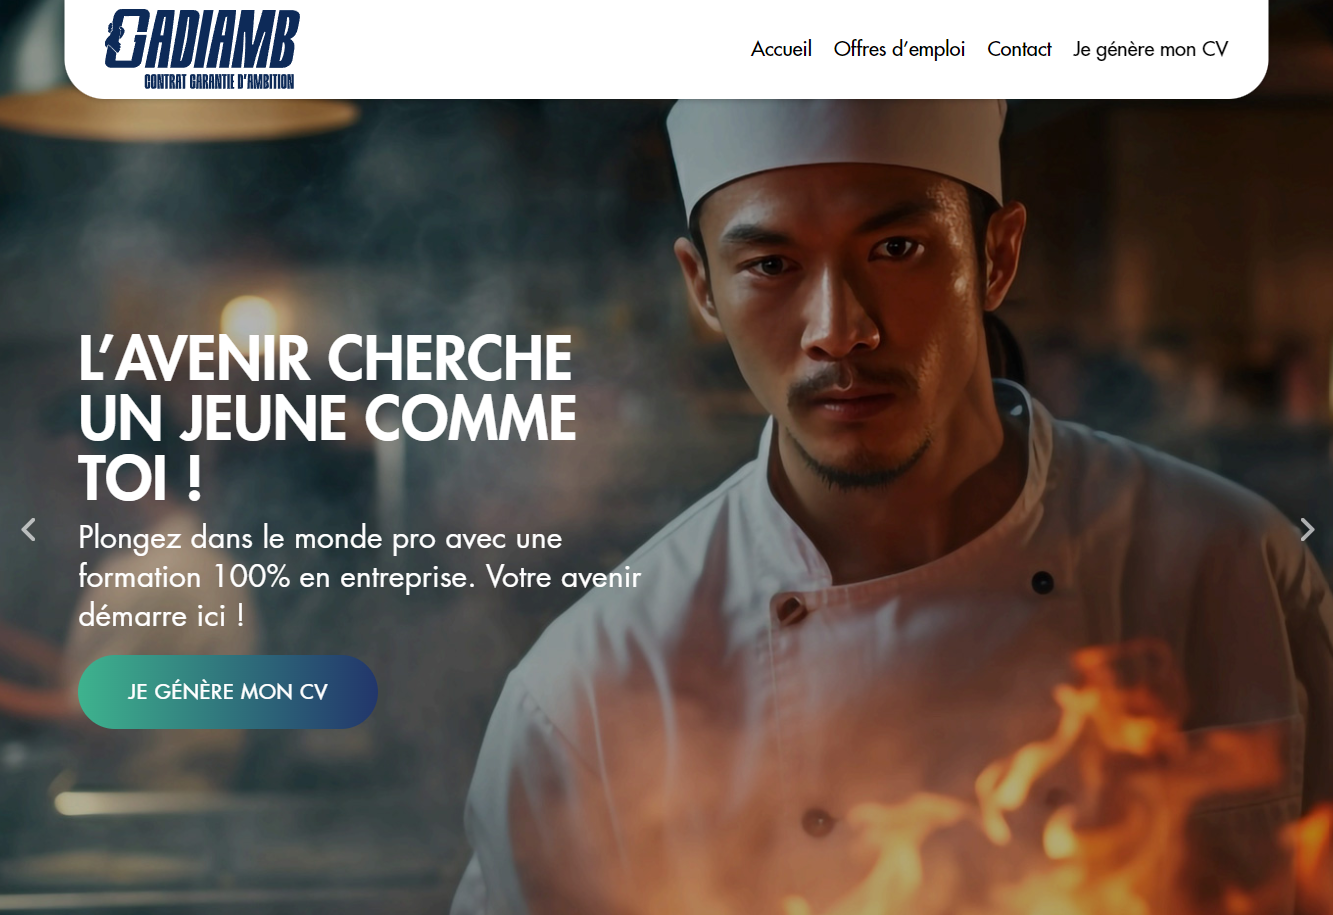 GADIAMB
CONTRAT GARANTIE D'AMBITION
Accueil Offres d'emploi Contact Je génère mon CV
L'AVENIR CHERCHE
UN JEUNE COMME
TOI !
Plongez dans le monde pro avec une
formation 100% en entreprise. Votre avenir
démarre ici !
JE GÉNÈRE MON CV